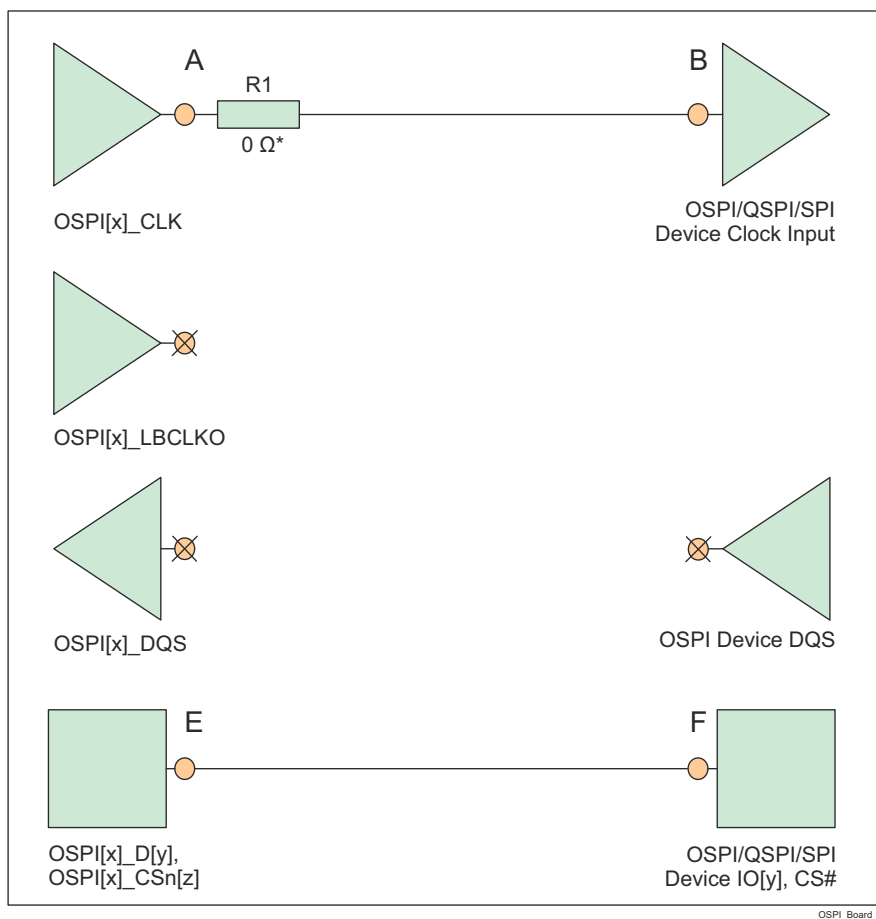 A
B
R1
0 Ω*
OSPI[x]_CLK
OSPI/QSPI/SPI
Device Clock Input
OSPI[x]_LBCLKO
OSPI[x]_DQS
OSPI Device DQS
E
F
OSPI[x]_D[y],
OSPI[x]_CSn[z]
OSPI/QSPI/SPI
Device IO[y], CS#
OSPI_Board